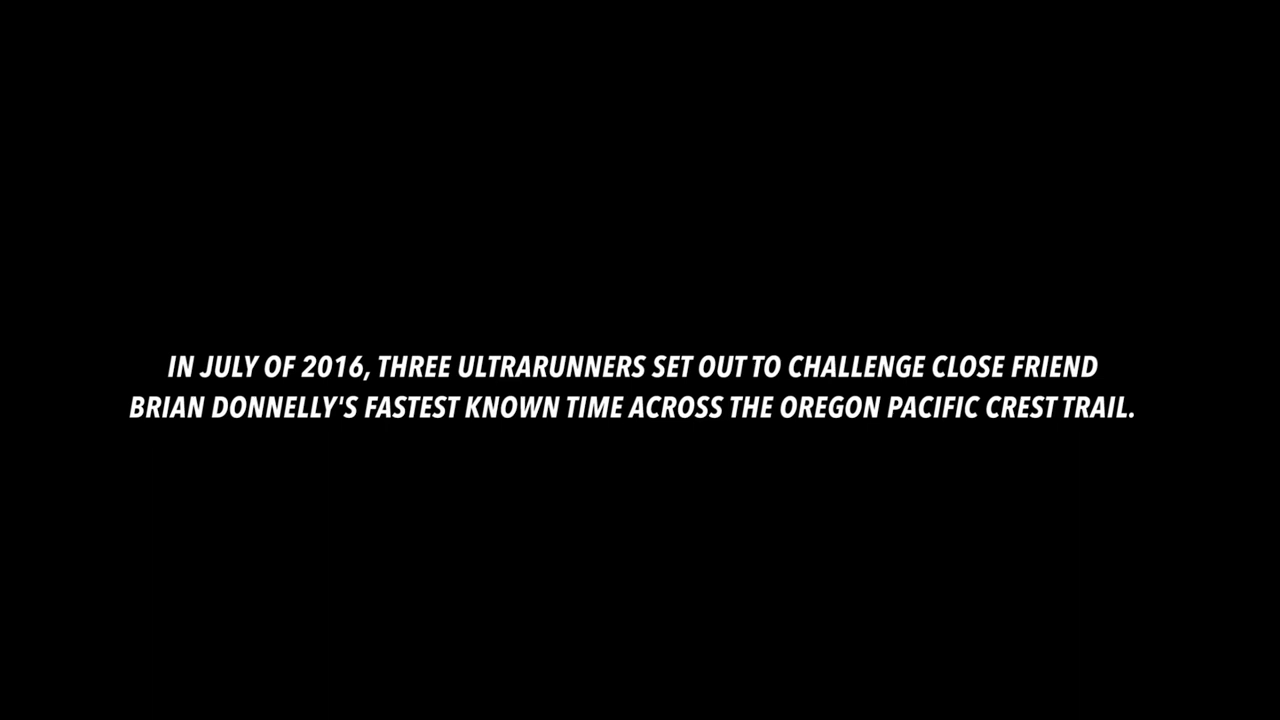 IN JULY OF 2016, THREE ULTRARUNNERS SET OUT TO CHALLENGE CLOSE FRIEND
BRIAN DONNELLY'S FASTEST KNOWN TIME ACROSS THE OREGON PACIFIC CREST TRAIL.